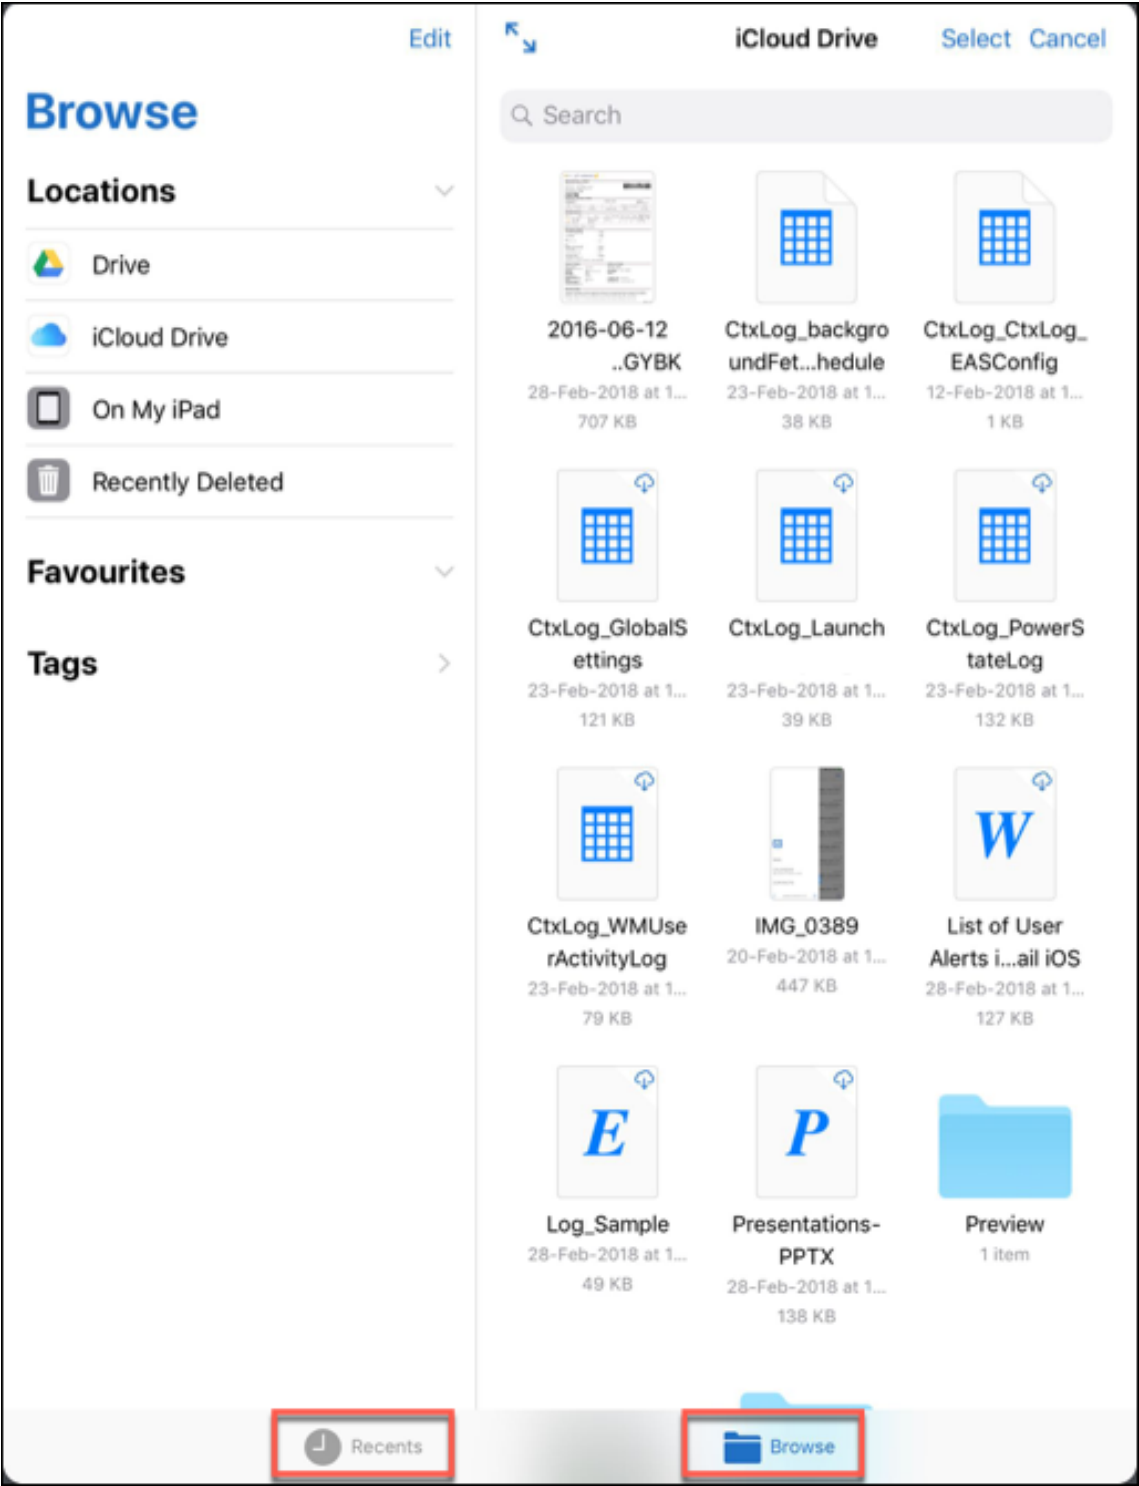 Edit
Browse
Locations
Drive
iCloud Drive
On My iPad
Recently Deleted
Favourites
Tags
iCloud Drive
Select Cancel
Search
2016-06-12
..GYBK
28-Feb-2018 at 1...
707 KB
CtxLog_backgro
undFet...hedule
23-Feb-2018 at 1...
38 KB
CtxLog_CtxLog_
EASConfig
12-Feb-2018 at 1...
1 KB
CtxLog_GlobalS
ettings
23-Feb-2018 at 1...
121 KB
CtxLog_Launch
23-Feb-2018 at 1...
39 KB
CtxLog_PowerS
tateLog
23-Feb-2018 at 1...
132 KB
CtxLog_WMUse
rActivityLog
23-Feb-2018 at 1...
79 KB
IMG_0389
20-Feb-2018 at 1...
447 KB
W
List of User
Alerts i...ail iOS
28-Feb-2018 at 1...
127 KB
E
Log_Sample
28-Feb-2018 at 1...
49 KB
P
Presentations-
PPTX
28-Feb-2018 at 1...
138 KB
Preview
1 item
Recents
Browse